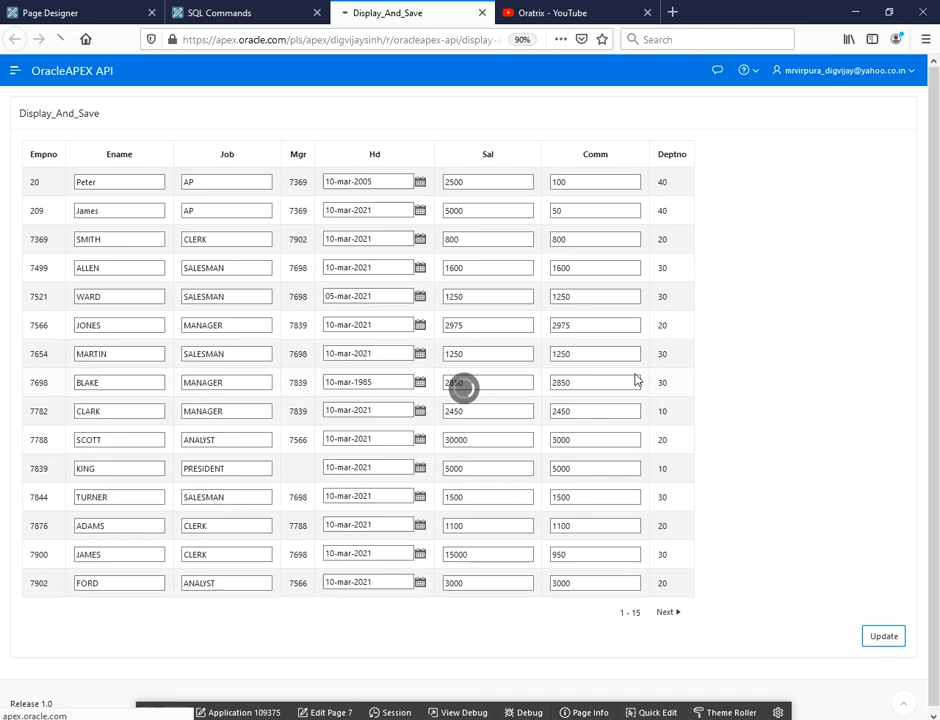 Page Designer SQL Commands Display_And_Save Oratrix - YouTube
https://apex.oracle.com/pls/apex/digvijaysinh/r/oracleapex-api/display- 90% Search
OracleAPEX API mrvirpura_digvijay@yahoo.co.in
Display_And_Save
Empno Ename Job Mgr Hd Sal Comm Deptno
20 Peter AP 7369 10-mar-2005 2500 100 40
209 James AP 7369 10-mar-2021 5000 50 40
7369 SMITH CLERK 7902 10-mar-2021 800 800 20
7499 ALLEN SALESMAN 7698 10-mar-2021 1600 1600 30
7521 WARD SALESMAN 7698 05-mar-2021 1250 1250 30
7566 JONES MANAGER 7839 10-mar-2021 2975 2975 20
7654 MARTIN SALESMAN 7698 10-mar-2021 1250 1250 30
7698 BLAKE MANAGER 7839 10-mar-1985 2850 2850 30
7782 CLARK MANAGER 7839 10-mar-2021 2450 2450 10
7788 SCOTT ANALYST 7566 10-mar-2021 30000 3000 20
7839 KING PRESIDENT 10-mar-2021 5000 5000 10
7844 TURNER SALESMAN 7698 10-mar-2021 1500 1500 30
7876 ADAMS CLERK 7788 10-mar-2021 1100 1100 20
7900 JAMES CLERK 7698 10-mar-2021 15000 950 30
7902 FORD ANALYST 7566 10-mar-2021 3000 3000 20
1 - 15 Next
Update
Release 1.0
apex.oracle.com Application 109375 Edit Page 7 Session View Debug Debug Page Info Quick Edit Theme Roller